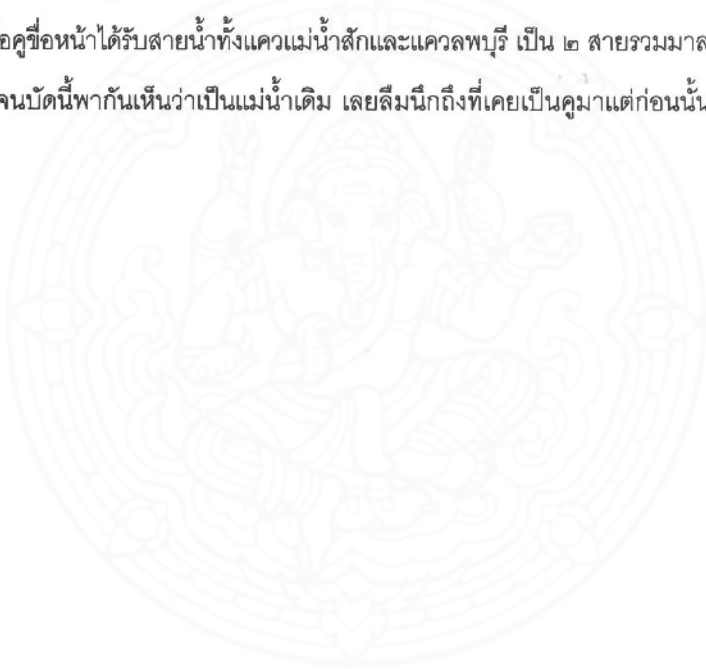 อคูขื่อหน้าได้รับสายน้ำทั้งแควแม่น้ำสักและแควลพบุรี เป็น ๒ สายรวมมาล
จนบัดนี้พากันเห็นว่าเป็นแม่น้ำเดิม เลยลืมนึกถึงที่เคยเป็นคูมาแต่ก่อนนั้น